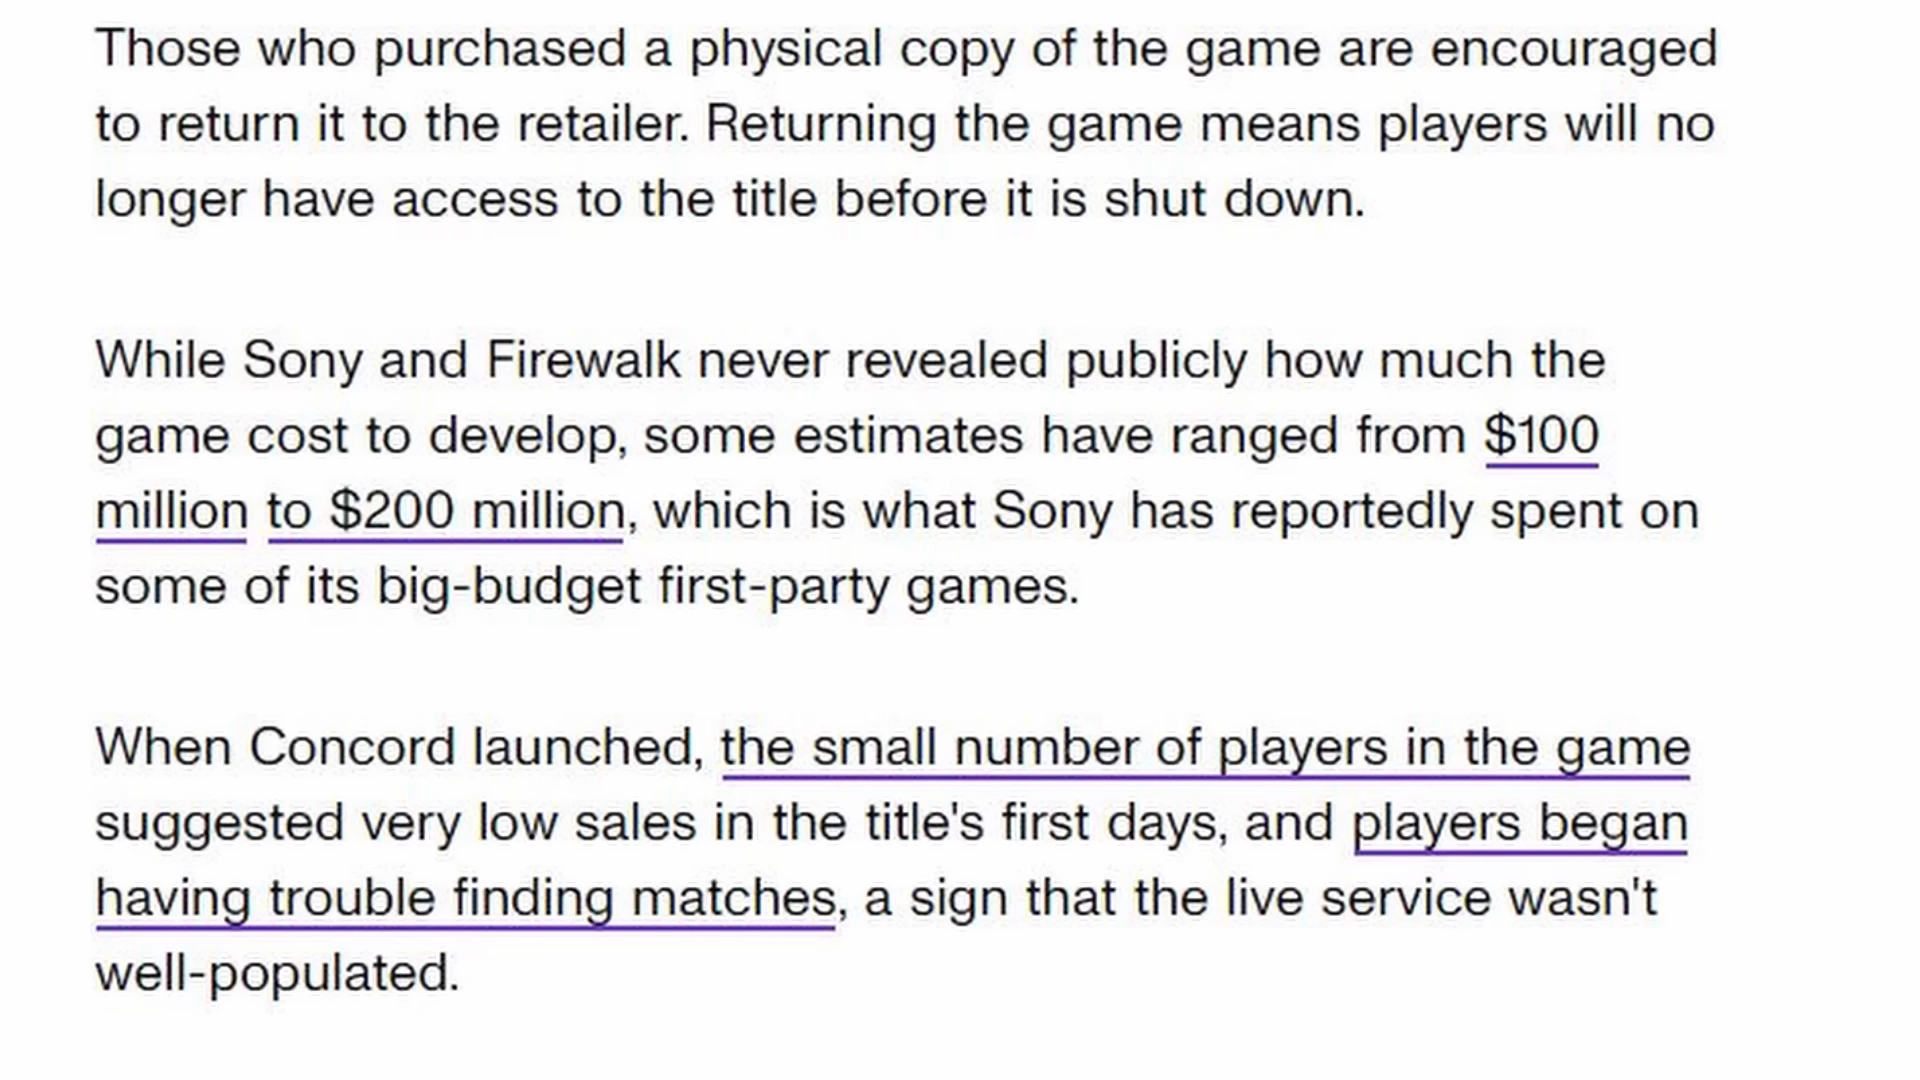 Those who purchased a physical copy of the game are encouraged
to return it to the retailer. Returning the game means players will no
longer have access to the title before it is shut down.
While Sony and Firewalk never revealed publicly how much the
game cost to develop, some estimates have ranged from $100
million to $200 million, which is what Sony has reportedly spent on
some of its big-budget first-party games.
When Concord launched, the small number of players in the game
suggested very low sales in the title's first days, and players began
having trouble finding matches, a sign that the live service wasn't
well-populated.